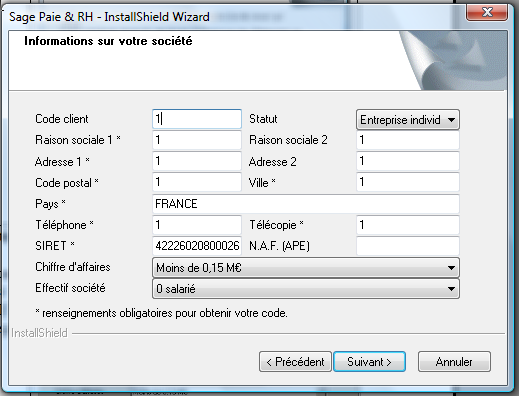 Sage Paie & RH - InstallShield Wizard
Informations sur votre société
Code client 1 Statut Entreprise individ
Raison sociale 1 * 1 Raison sociale 2 1
Adresse 1 * 1 Adresse 2 1
Code postal * 1 Ville * 1
Pays * FRANCE
Téléphone * 1 Télécopie * 1
SIRET * 42226020800026 N.A.F. (APE)
Chiffre d'affaires Moins de 0,15 M€
Effectif société 0 salarié
* renseignements obligatoires pour obtenir votre code.
InstallShield
< Précédent Suivant > Annuler